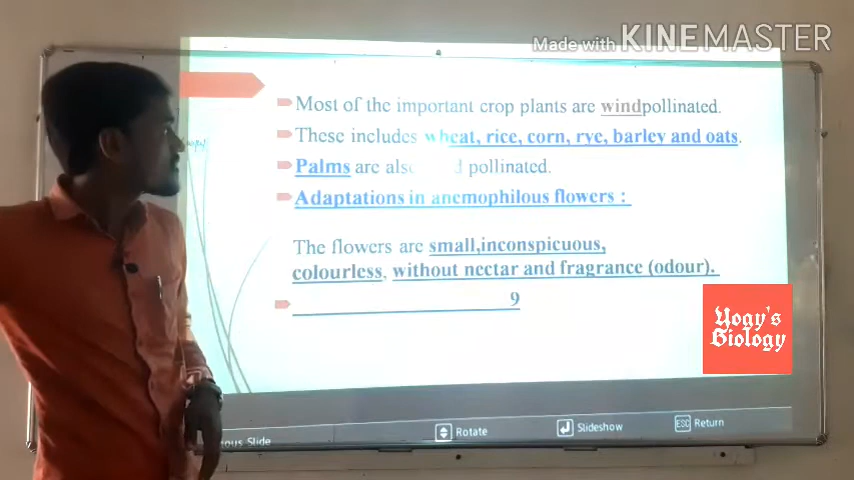 Made with KINEMASTER
Most of the important crop plants are windpollinated.
These includes wheat, rice, corn, rye, barley and oats.
Palms are also pollinated.
Adaptations in anemophilous flowers :
The flowers are small,inconspicuous,
colourless, without nectar and fragrance (odour).
9
Yogy's
Biology
Slide
Rotate
Slideshow
ESC Return